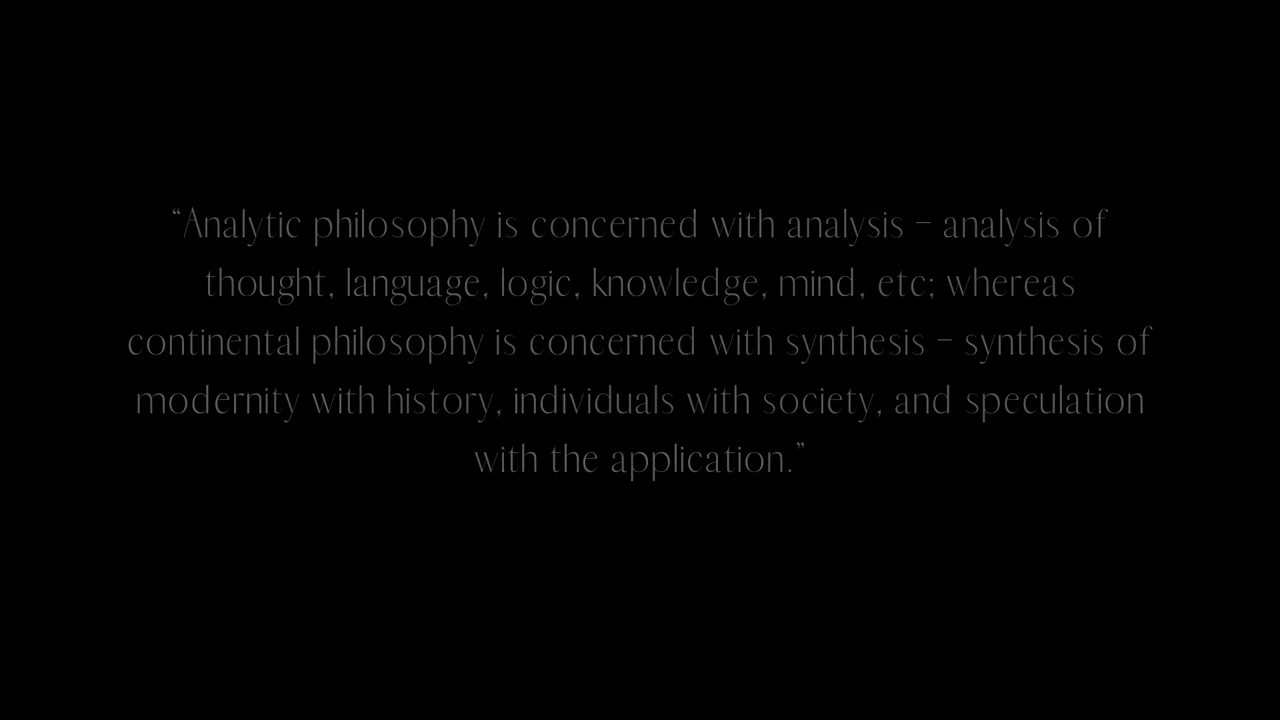 “Analytic philosophy is concerned with analysis – analysis of
thought, language, logic, knowledge, mind, etc; whereas
continental philosophy is concerned with synthesis – synthesis of
modernity with history, individuals with society, and speculation
with the application.”